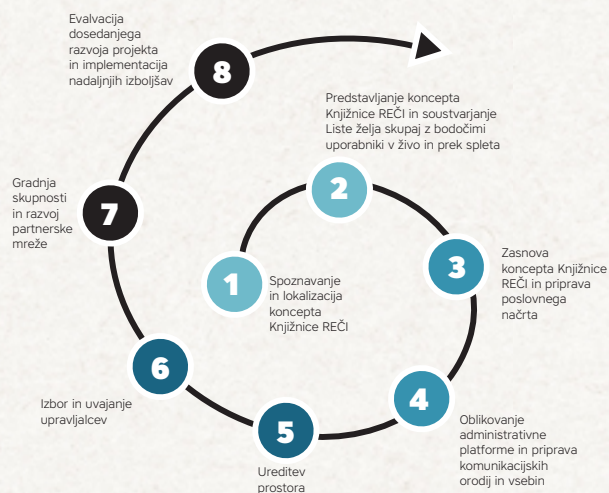 1
Spoznavanje
in lokalizacija
koncepta
Knjižnice REČI
2
Predstavljanje koncepta
Knjižnice REČI in soustvarjanje
Liste želja skupaj z bodočimi
uporabniki v živo in prek spleta
3
Zasnova
koncepta Knjižnice
REČI in priprava
poslovnega
načrta
4
Oblikovanje
administrativne
platforme in priprava
komunikacijskih
orodij in vsebin
5
Ureditev
prostora
6
Izbor in uvajanje
upravljalcev
7
Gradnja
skupnosti
in razvoj
partnerske
mreže
8
Evalvacija
dosedanjega
razvoja projekta
in implementacija
nadaljnjih izboljšav